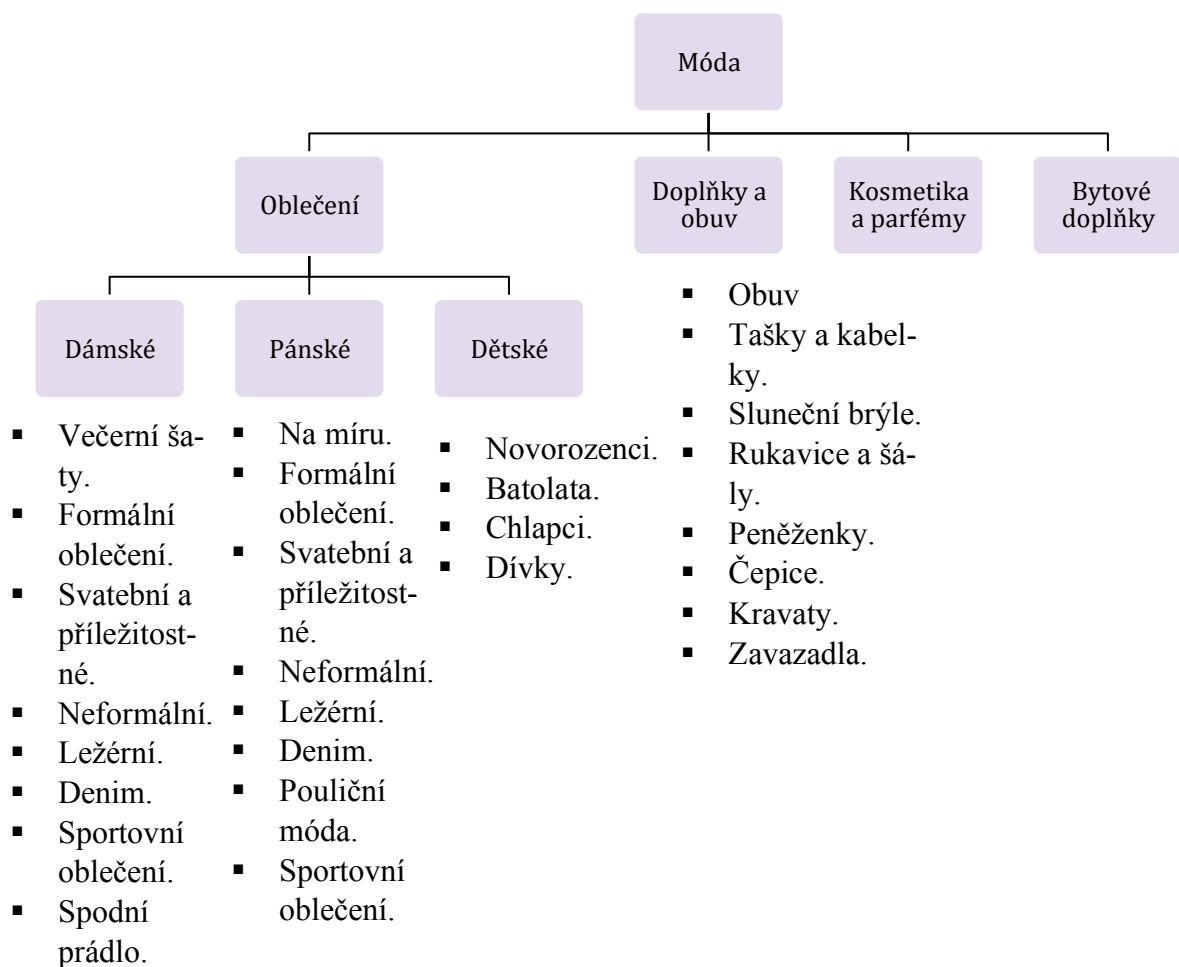 Móda
Oblečení
Doplňky a
obuv
Kosmetika
a parfémy
Bytové
doplňky
Dámské
Pánské
Dětské
▪ Večerní ša-
ty.
▪ Formální
oblečení.
▪ Svatební a
příležitost-
né.
▪ Neformální.
▪ Ležérní.
▪ Denim.
▪ Sportovní
oblečení.
▪ Spodní
prádlo.
▪ Na míru.
▪ Formální
oblečení.
▪ Svatební a
příležitost-
né.
▪ Neformální.
▪ Ležérní.
▪ Denim.
▪ Pouliční
móda.
▪ Sportovní
oblečení.
▪ Novorozenci.
▪ Batolata.
▪ Chlapci.
▪ Dívky.
▪ Obuv
▪ Tašky a kabel-
ky.
▪ Sluneční brýle.
▪ Rukavice a šá-
ly.
▪ Peněženky.
▪ Čepice.
▪ Kravaty.
▪ Zavazadla.